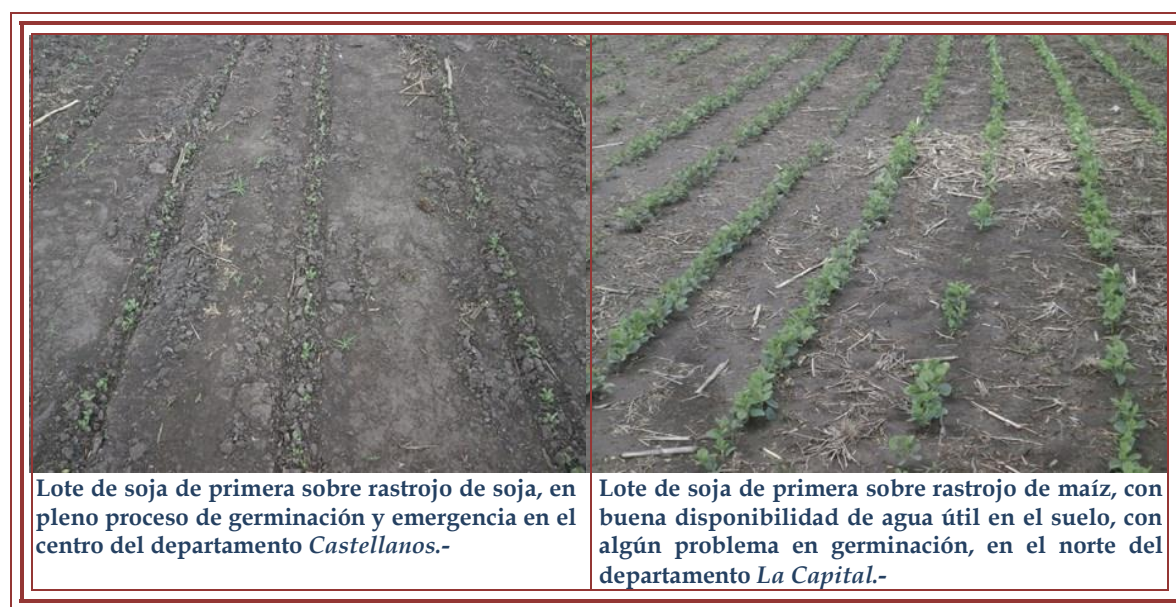 Lote de soja de primera sobre rastrojo de soja, en
pleno proceso de germinación y emergencia en el
centro del departamento Castellanos.-
Lote de soja de primera sobre rastrojo de maíz, con
buena disponibilidad de agua útil en el suelo, con
algún problema en germinación, en el norte del
departamento La Capital.-